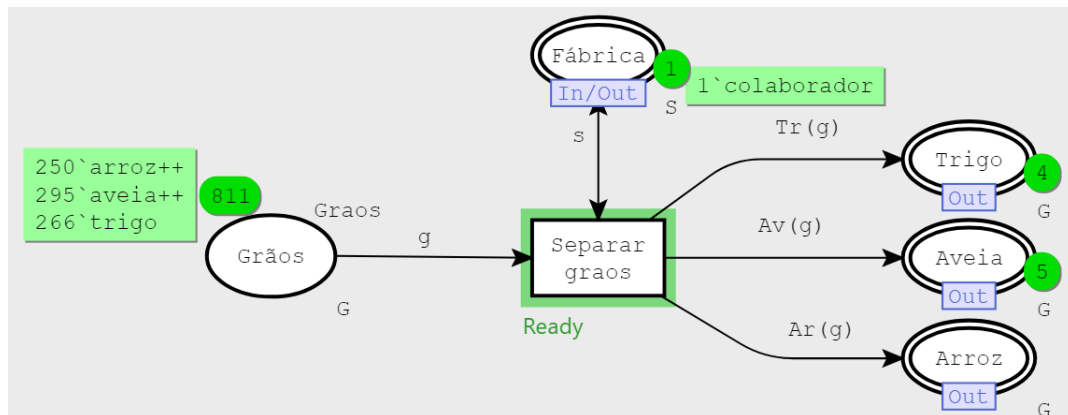 Fábrica
1
In/Out
1`colaborador
S
s
Tr(g)
250`arroz++
295`aveia++
266`trigo
811
Graos
Grãos
G
g
Separar
graos
Ready
Trigo
4
Out
G
Av(g)
Aveia
5
Out
G
Ar(g)
Arroz
Out
G